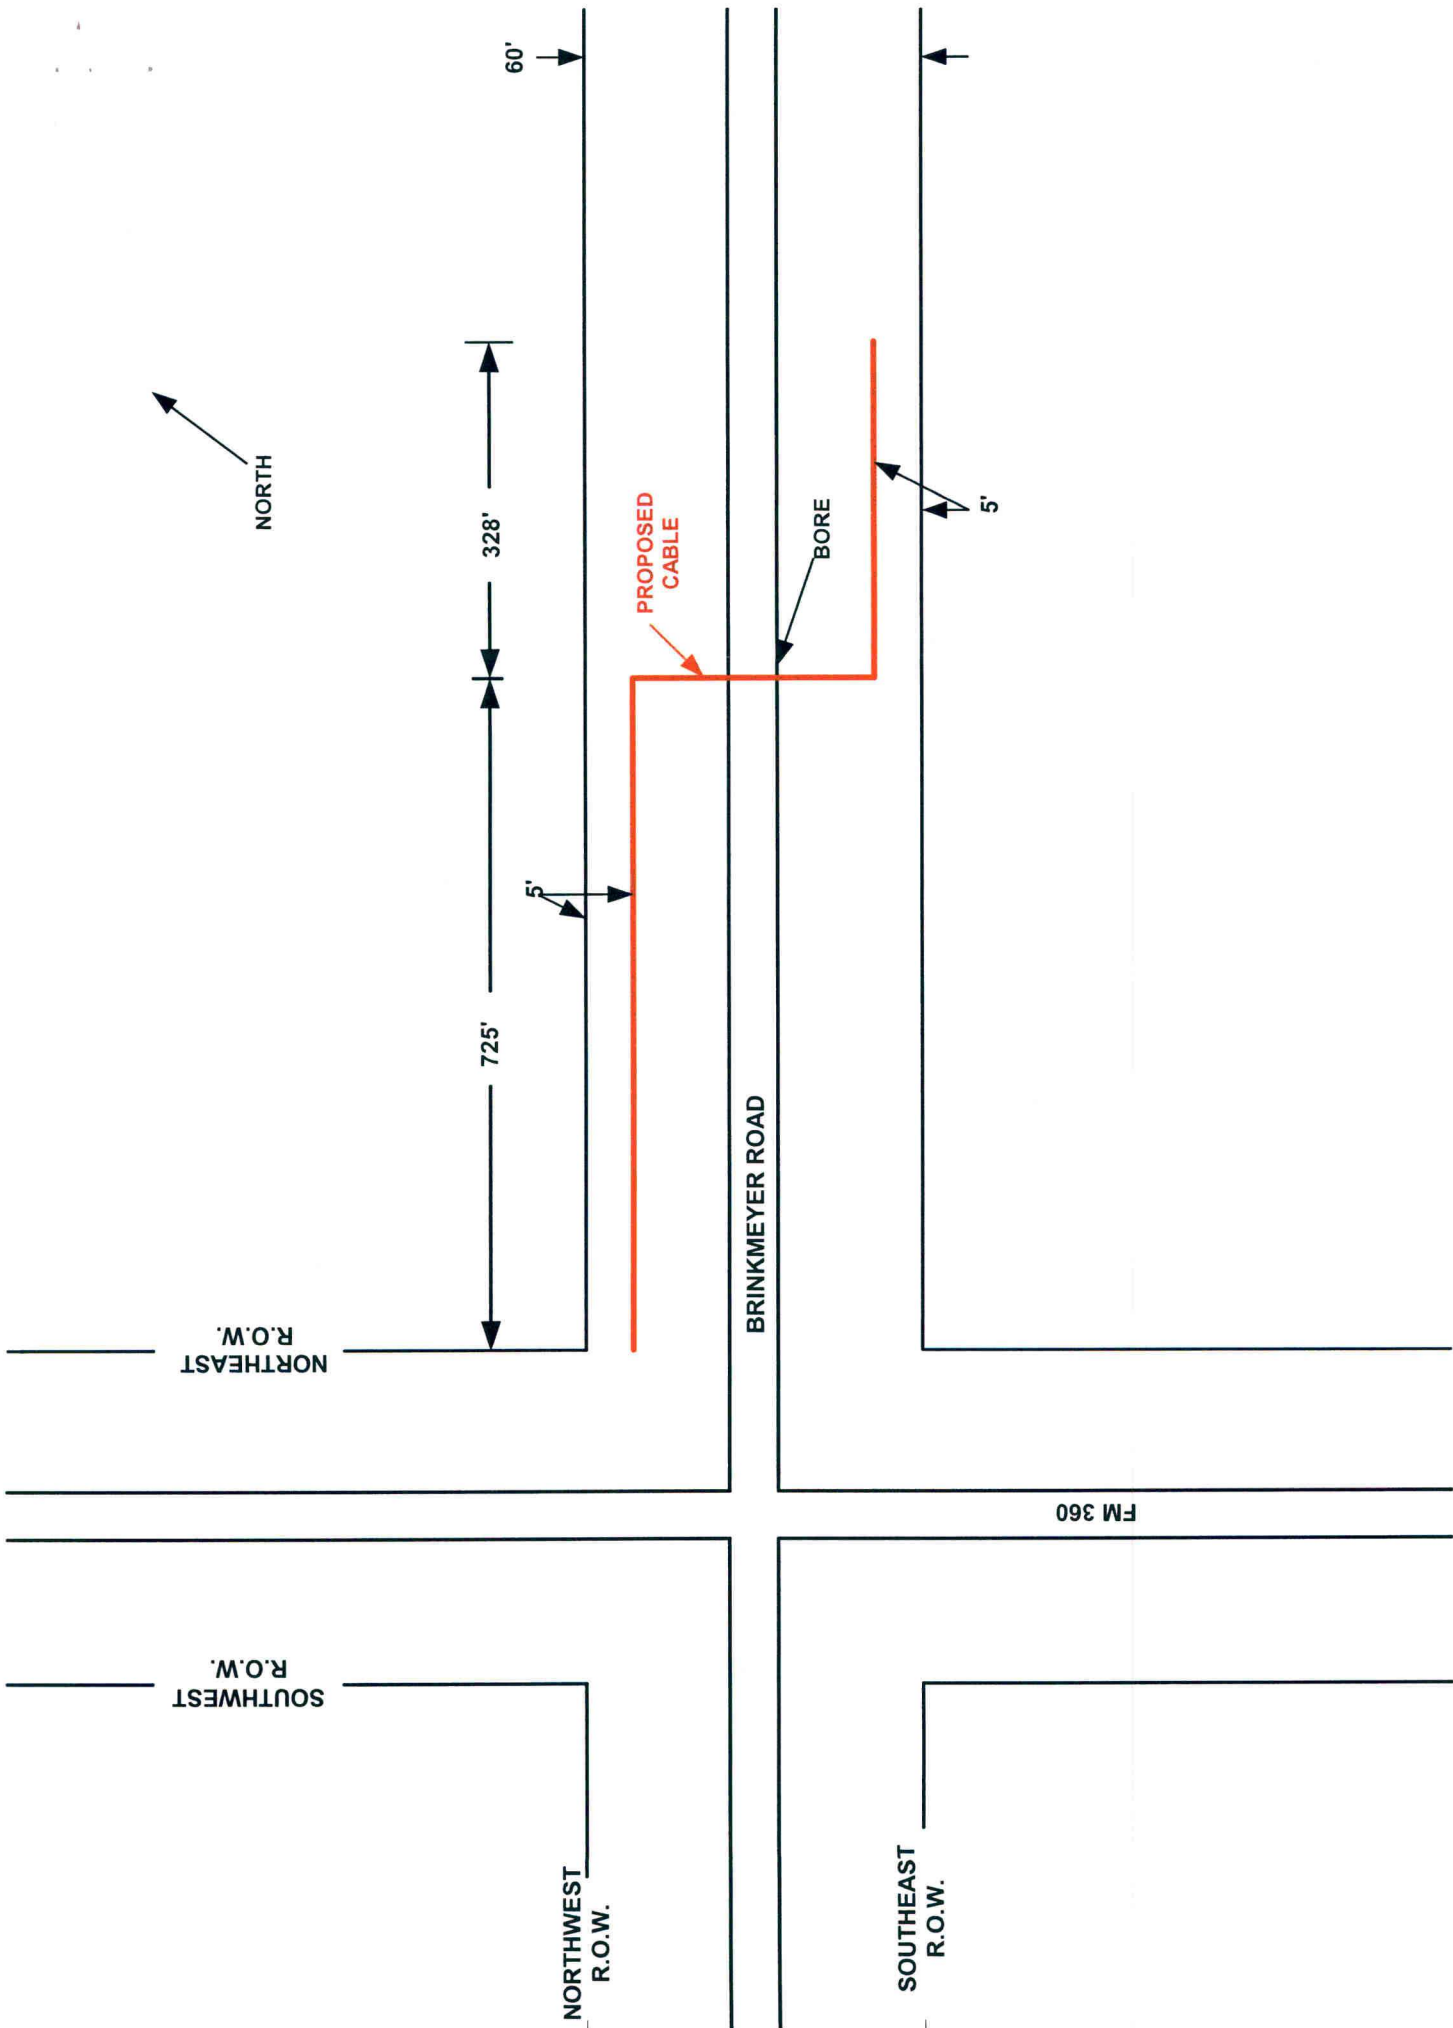 60'
NORTH
328'
PROPOSED
CABLE
BORE
5'
5'
725'
BRINKMEYER ROAD
NORTHEAST
R.O.W.
FM 360
SOUTHWEST
R.O.W.
NORTHWEST
R.O.W.
SOUTHEAST
R.O.W.